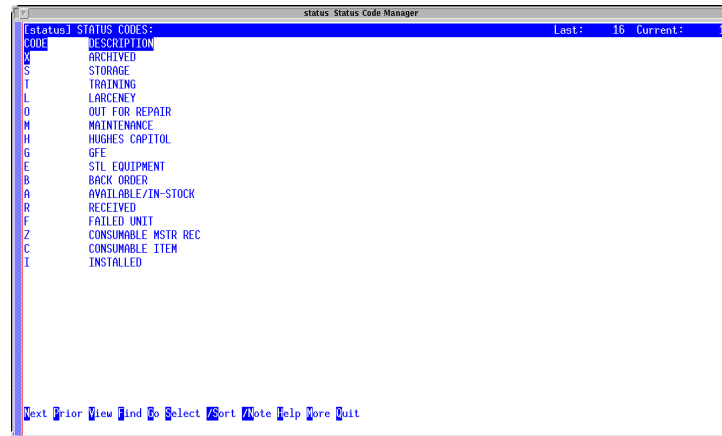 status Status Code Manager
[status] STATUS CODES: Last: 16 Current: 1
CODE DESCRIPTION
X ARCHIVED
S STORAGE
T TRAINING
L LARCENEY
O OUT FOR REPAIR
M MAINTENANCE
H HUGHES CAPITOL
G GFE
E STL EQUIPMENT
B BACK ORDER
A AVAILABLE/IN-STOCK
R RECEIVED
F FAILED UNIT
Z CONSUMABLE MSTR REC
C CONSUMABLE ITEM
I INSTALLED
Next Prior View Find Go Select /Sort /Note Help More Quit